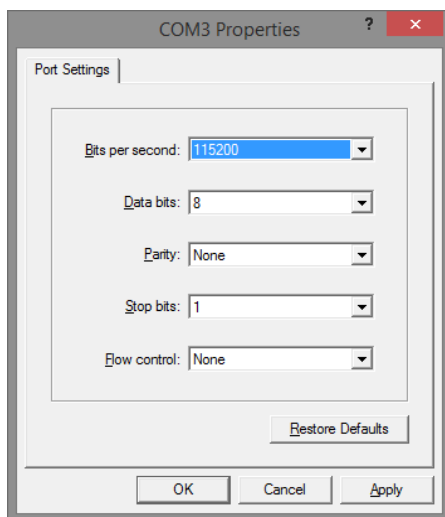 COM3 Properties ? ×
Port Settings
Bits per second: 115200
Data bits: 8
Parity: None
Stop bits: 1
Flow control: None
Restore Defaults
OK Cancel Apply